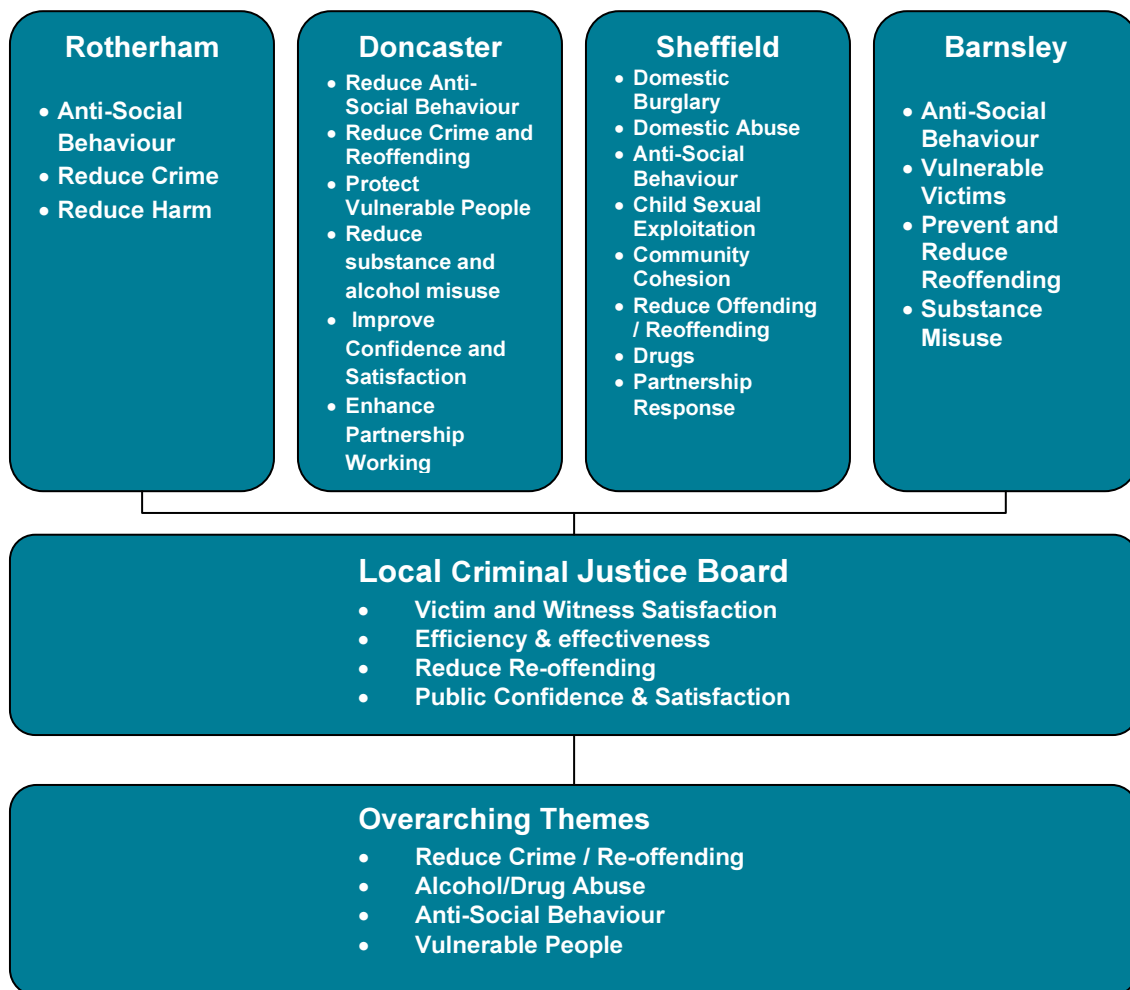 Rotherham
• Anti-Social
Behaviour
• Reduce Crime
• Reduce Harm
Doncaster
• Reduce Anti-
Social Behaviour
• Reduce Crime and
Reoffending
• Protect
Vulnerable People
• Reduce
substance and
alcohol misuse
• Improve
Confidence and
Satisfaction
• Enhance
Partnership
Working
Sheffield
• Domestic
Burglary
• Domestic Abuse
• Anti-Social
Behaviour
• Child Sexual
Exploitation
• Community
Cohesion
• Reduce Offending
/ Reoffending
• Drugs
• Partnership
Response
Barnsley
• Anti-Social
Behaviour
• Vulnerable
Victims
• Prevent and
Reduce
Reoffending
• Substance
Misuse
Local Criminal Justice Board
• Victim and Witness Satisfaction
• Efficiency & effectiveness
• Reduce Re-offending
• Public Confidence & Satisfaction
Overarching Themes
• Reduce Crime / Re-offending
• Alcohol/Drug Abuse
• Anti-Social Behaviour
• Vulnerable People